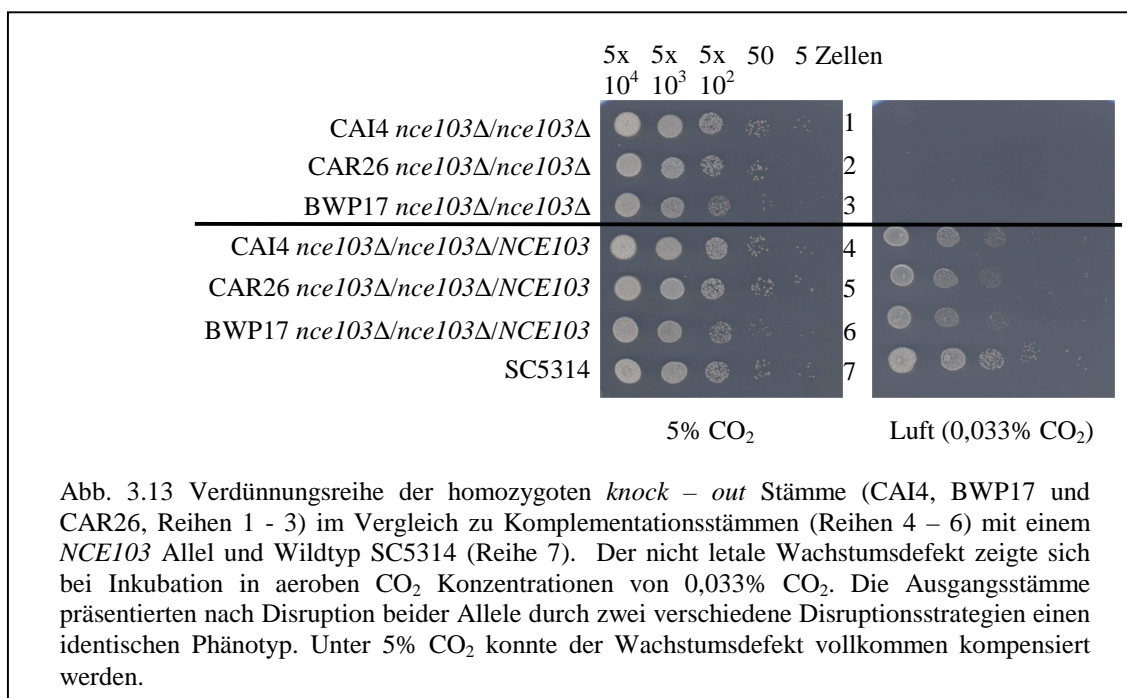 5x 5x 5x 50 5 Zellen
10⁴ 10³ 10²
CAI4 nce103Δ/nce103Δ 1
CAR26 nce103Δ/nce103Δ 2
BWP17 nce103Δ/nce103Δ 3
CAI4 nce103Δ/nce103Δ/NCE103 4
CAR26 nce103Δ/nce103Δ/NCE103 5
BWP17 nce103Δ/nce103Δ/NCE103 6
SC5314 7
5% CO₂ Luft (0,033% CO₂)
Abb. 3.13 Verdünnungsreihe der homozygoten knock – out Stämme (CAI4, BWP17 und
CAR26, Reihen 1 - 3) im Vergleich zu Komplementationsstämmen (Reihen 4 – 6) mit einem
NCE103 Allel und Wildtyp SC5314 (Reihe 7). Der nicht letale Wachstumsdefekt zeigte sich
bei Inkubation in aeroben CO₂ Konzentrationen von 0,033% CO₂. Die Ausgangsstämme
präsentierten nach Disruption beider Allele durch zwei verschiedene Disruptionsstrategien einen
identischen Phänotyp. Unter 5% CO₂ konnte der Wachstumsdefekt vollkommen kompensiert
werden.